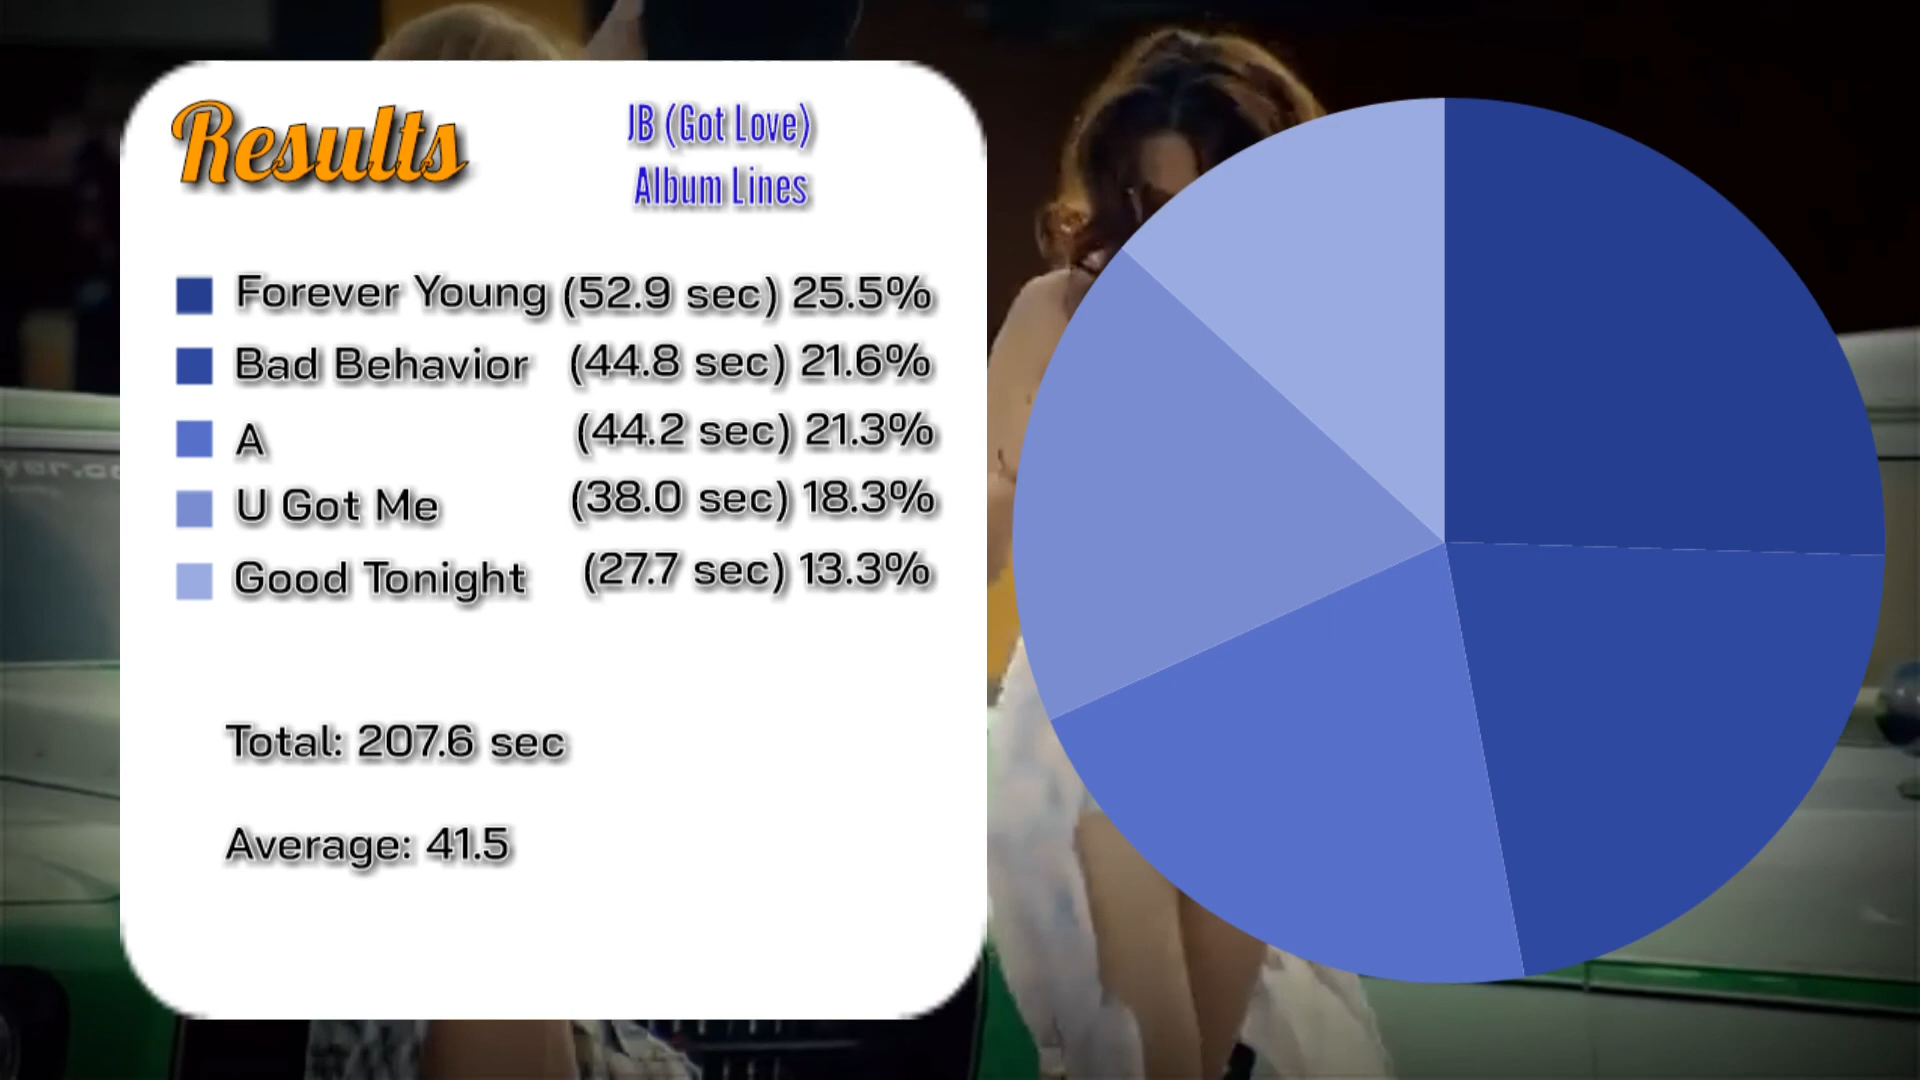 Results
JB (Got Love)
Album Lines
Forever Young (52.9 sec) 25.5%
Bad Behavior (44.8 sec) 21.6%
A (44.2 sec) 21.3%
U Got Me (38.0 sec) 18.3%
Good Tonight (27.7 sec) 13.3%
Total: 207.6 sec
Average: 41.5